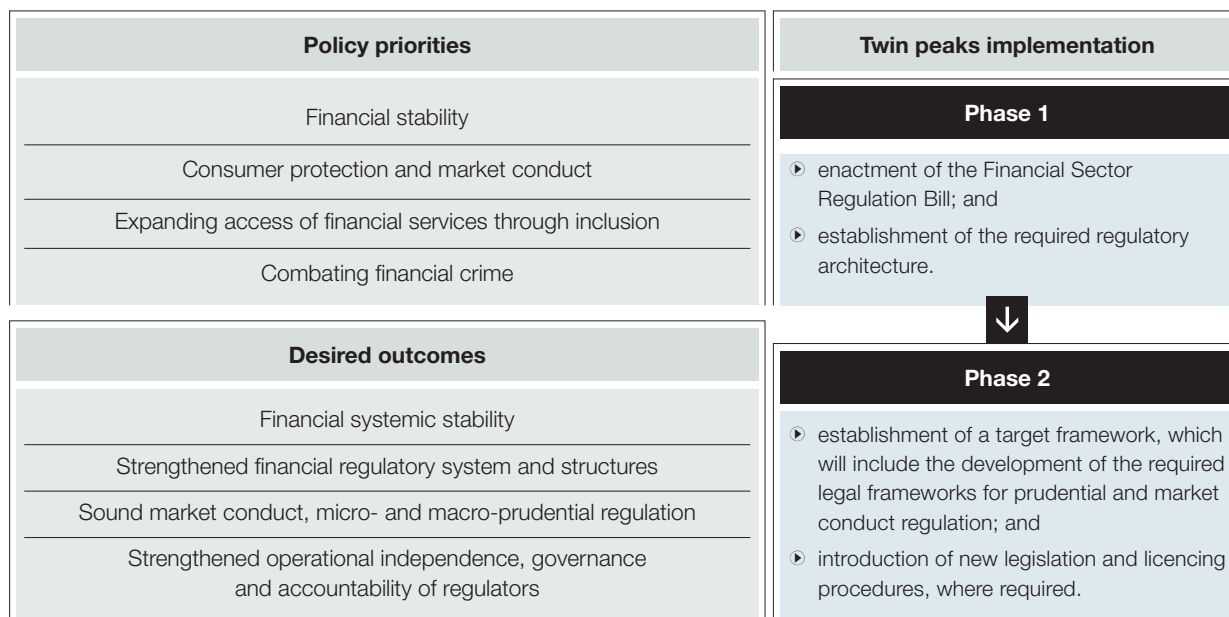 Policy priorities
Financial stability
Consumer protection and market conduct
Expanding access of financial services through inclusion
Combating financial crime
Desired outcomes
Financial systemic stability
Strengthened financial regulatory system and structures
Sound market conduct, micro- and macro-prudential regulation
Strengthened operational independence, governance
and accountability of regulators
Twin peaks implementation
Phase 1
enactment of the Financial Sector
Regulation Bill; and
establishment of the required regulatory
architecture.
Phase 2
establishment of a target framework, which
will include the development of the required
legal frameworks for prudential and market
conduct regulation; and
introduction of new legislation and licencing
procedures, where required.